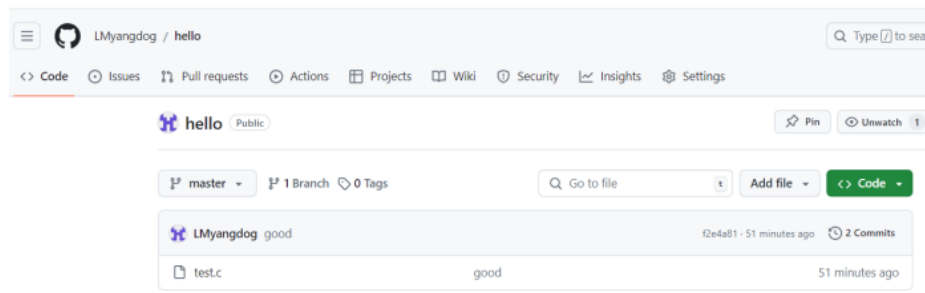 LMyangdog / hello
Type / to sea
<> Code Issues Pull requests Actions Projects Wiki Security Insights Settings
hello Public
Pin Unwatch 1
master 1 Branch 0 Tags Go to file t Add file <> Code
LMyangdog good f2e4a81 · 51 minutes ago 2 Commits
test.c good 51 minutes ago